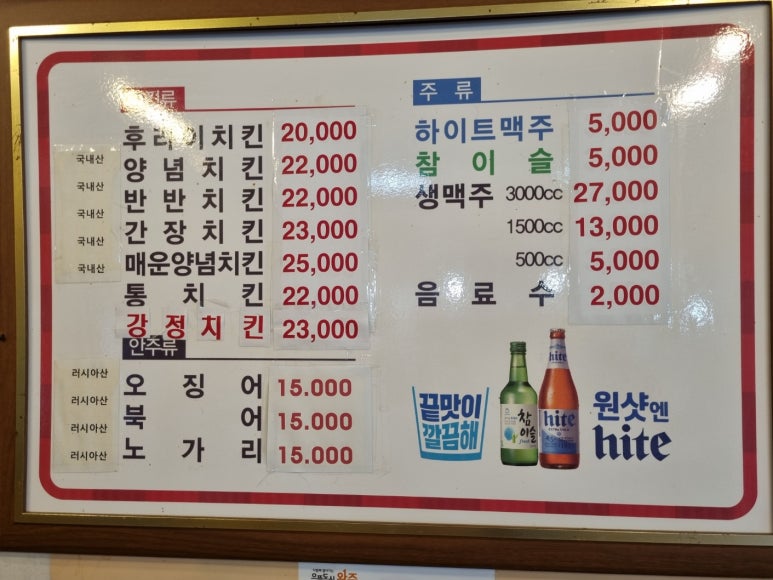 국내산
국내산
국내산
국내산
국내산
후라이치킨 20,000
양념치킨 22,000
반반치킨 22,000
간장치킨 23,000
매운양념치킨 25,000
통치킨 22,000
강정치킨 23,000
안주류
러시아산
러시아산
러시아산
러시아산
오징어 15.000
북어 15.000
노가리 15.000
주류
하이트맥주 5,000
참이슬 5,000
생맥주 3000cc 27,000
1500cc 13,000
500cc 5,000
음료수 2,000
끝맛이
깔끔해
참이슬
fresh
hite
hite
원샷엔
hite